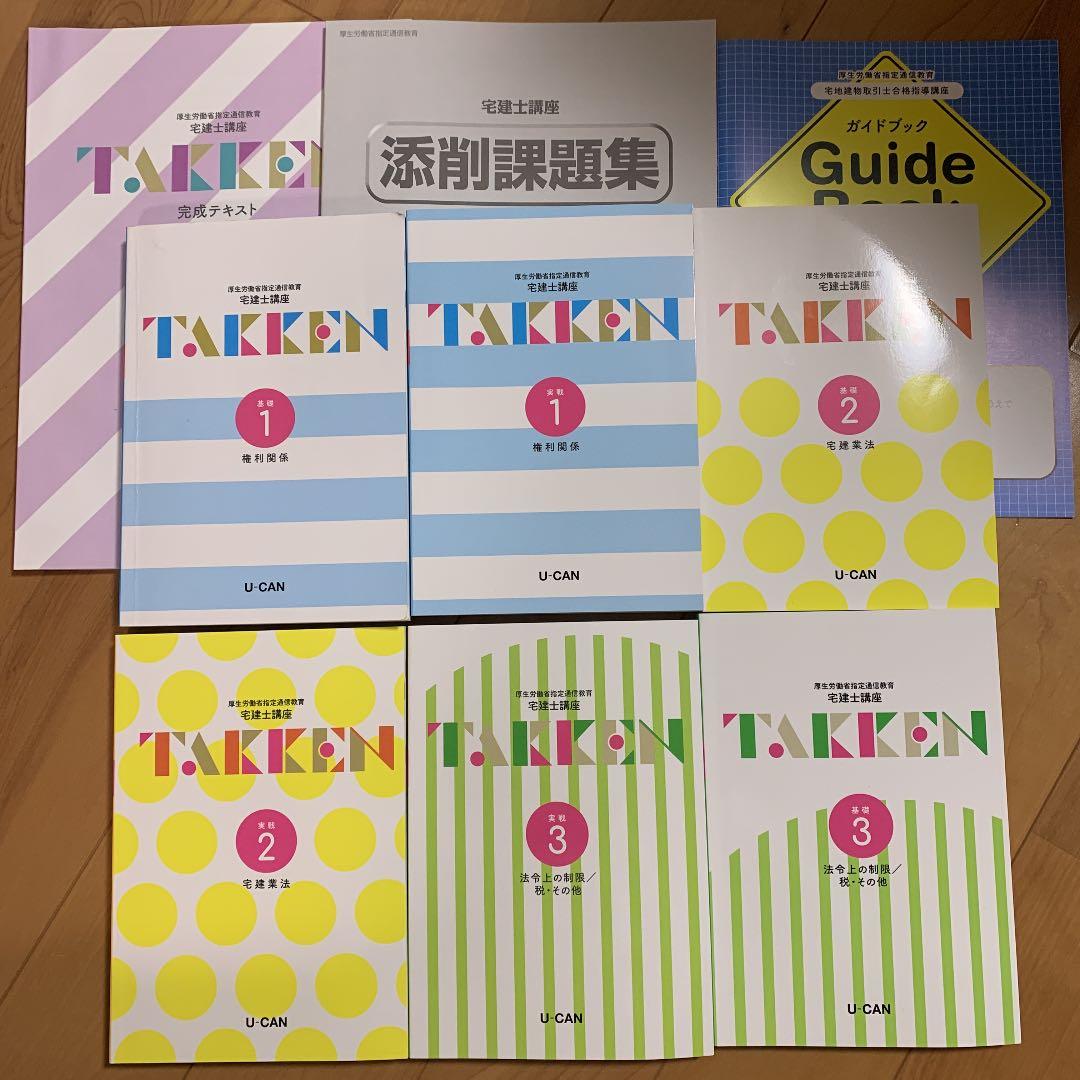 厚生労働省指定通信教育
宅建士講座
TAKKEN
完成テキスト
厚生労働省指定通信教育
宅建士講座
添削課題集
厚生労働省指定通信教育
宅地建物取引士合格指導講座
ガイドブック
Guide
Book
うえで
厚生労働省指定通信教育
宅建士講座
TAKKEN
基礎
1
権利関係
U-CAN
厚生労働省指定通信教育
宅建士講座
TAKKEN
実戦
1
権利関係
U-CAN
厚生労働省指定通信教育
宅建士講座
TAKKEN
基礎
2
宅建業法
U-CAN
厚生労働省指定通信教育
宅建士講座
TAKKEN
実戦
2
宅建業法
U-CAN
厚生労働省指定通信教育
宅建士講座
TAKKEN
実戦
3
法令上の制限/
税・その他
U-CAN
厚生労働省指定通信教育
宅建士講座
TAKKEN
基礎
3
法令上の制限/
税・その他
U-CAN